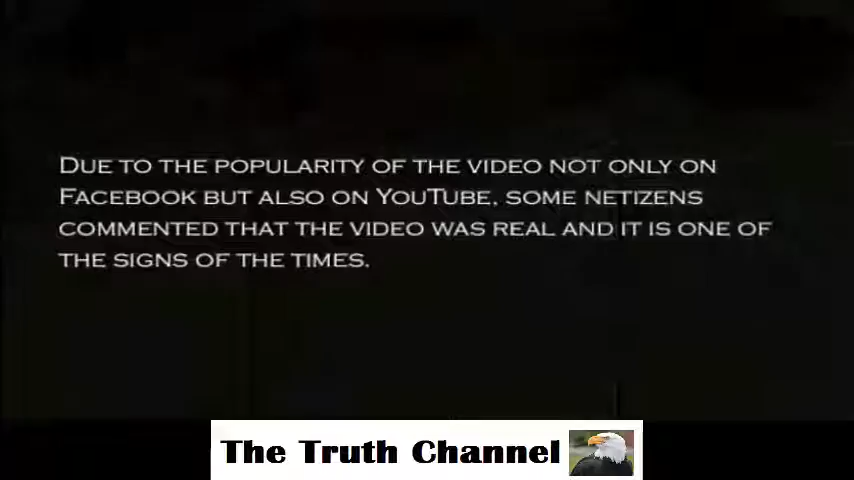 DUE TO THE POPULARITY OF THE VIDEO NOT ONLY ON
FACEBOOK BUT ALSO ON YOUTUBE, SOME NETIZENS
COMMENTED THAT THE VIDEO WAS REAL AND IT IS ONE OF
THE SIGNS OF THE TIMES.
The Truth Channel